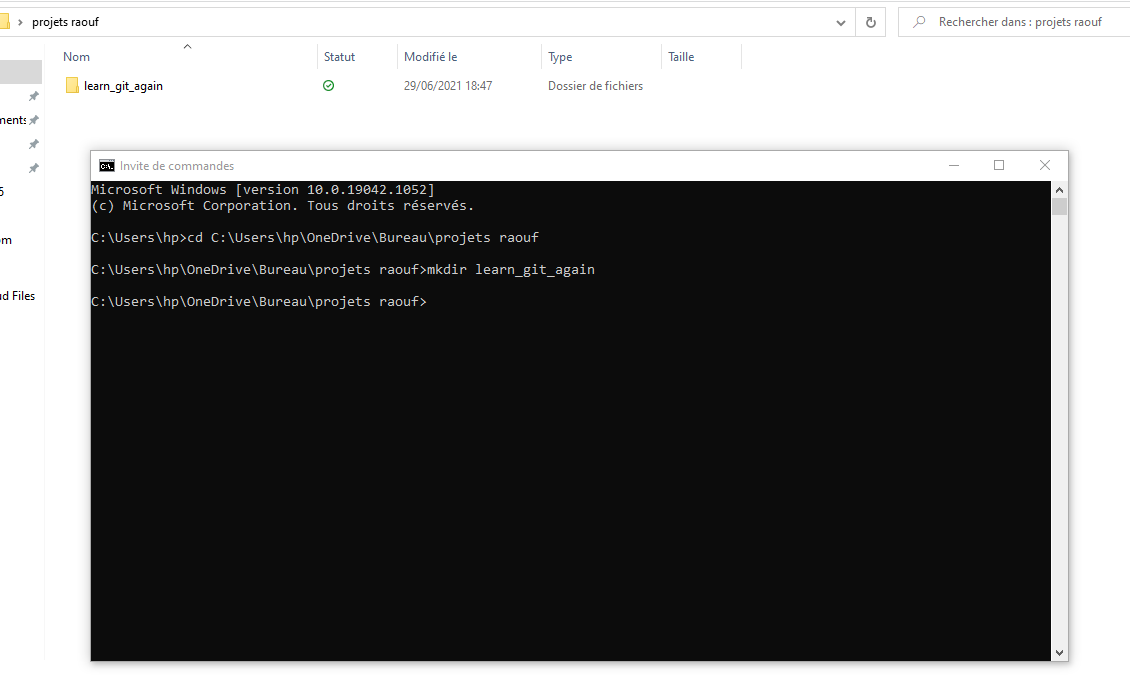 projets raouf
Rechercher dans : projets raouf
Nom Statut Modifié le Type Taille
learn_git_again 29/06/2021 18:47 Dossier de fichiers
ments
5
om
ud Files
Invite de commandes
Microsoft Windows [version 10.0.19042.1052]
(c) Microsoft Corporation. Tous droits réservés.
C:\Users\hp>cd C:\Users\hp\OneDrive\Bureau\projets raouf
C:\Users\hp\OneDrive\Bureau\projets raouf>mkdir learn_git_again
C:\Users\hp\OneDrive\Bureau\projets raouf>